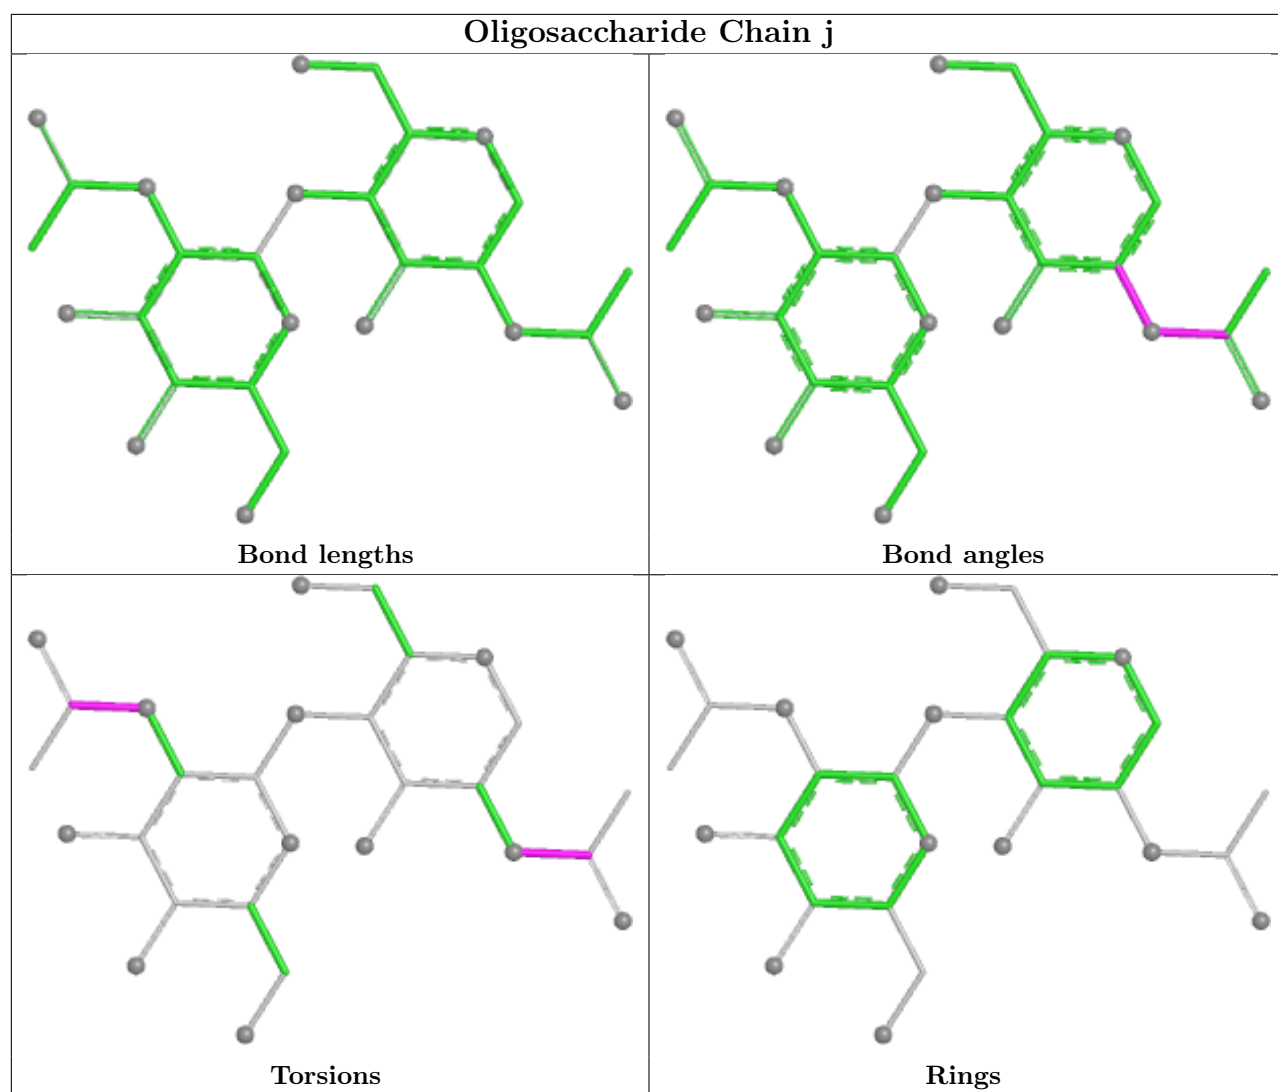 Oligosaccharide Chain j
Bond lengths
Bond angles
Torsions
Rings